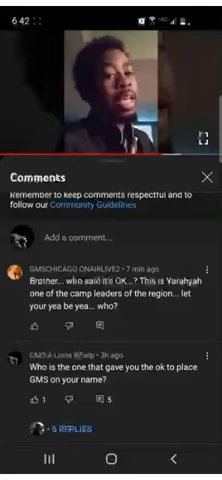 6:42
Comments
Remember to keep comments respectful and to
follow our Community Guidelines
Add a comment...
GMSCHICAGO ONAIRLIVE2 • 7 min ago
Brother... who said it's OK...? This is Yaiahyah
one of the camp leaders of the region... let
your yea be yea... who?
GMS A Lions Whelp • 3h ago
Who is the one that gave you the ok to place
GMS on your name?
1
5
5 REPLIES